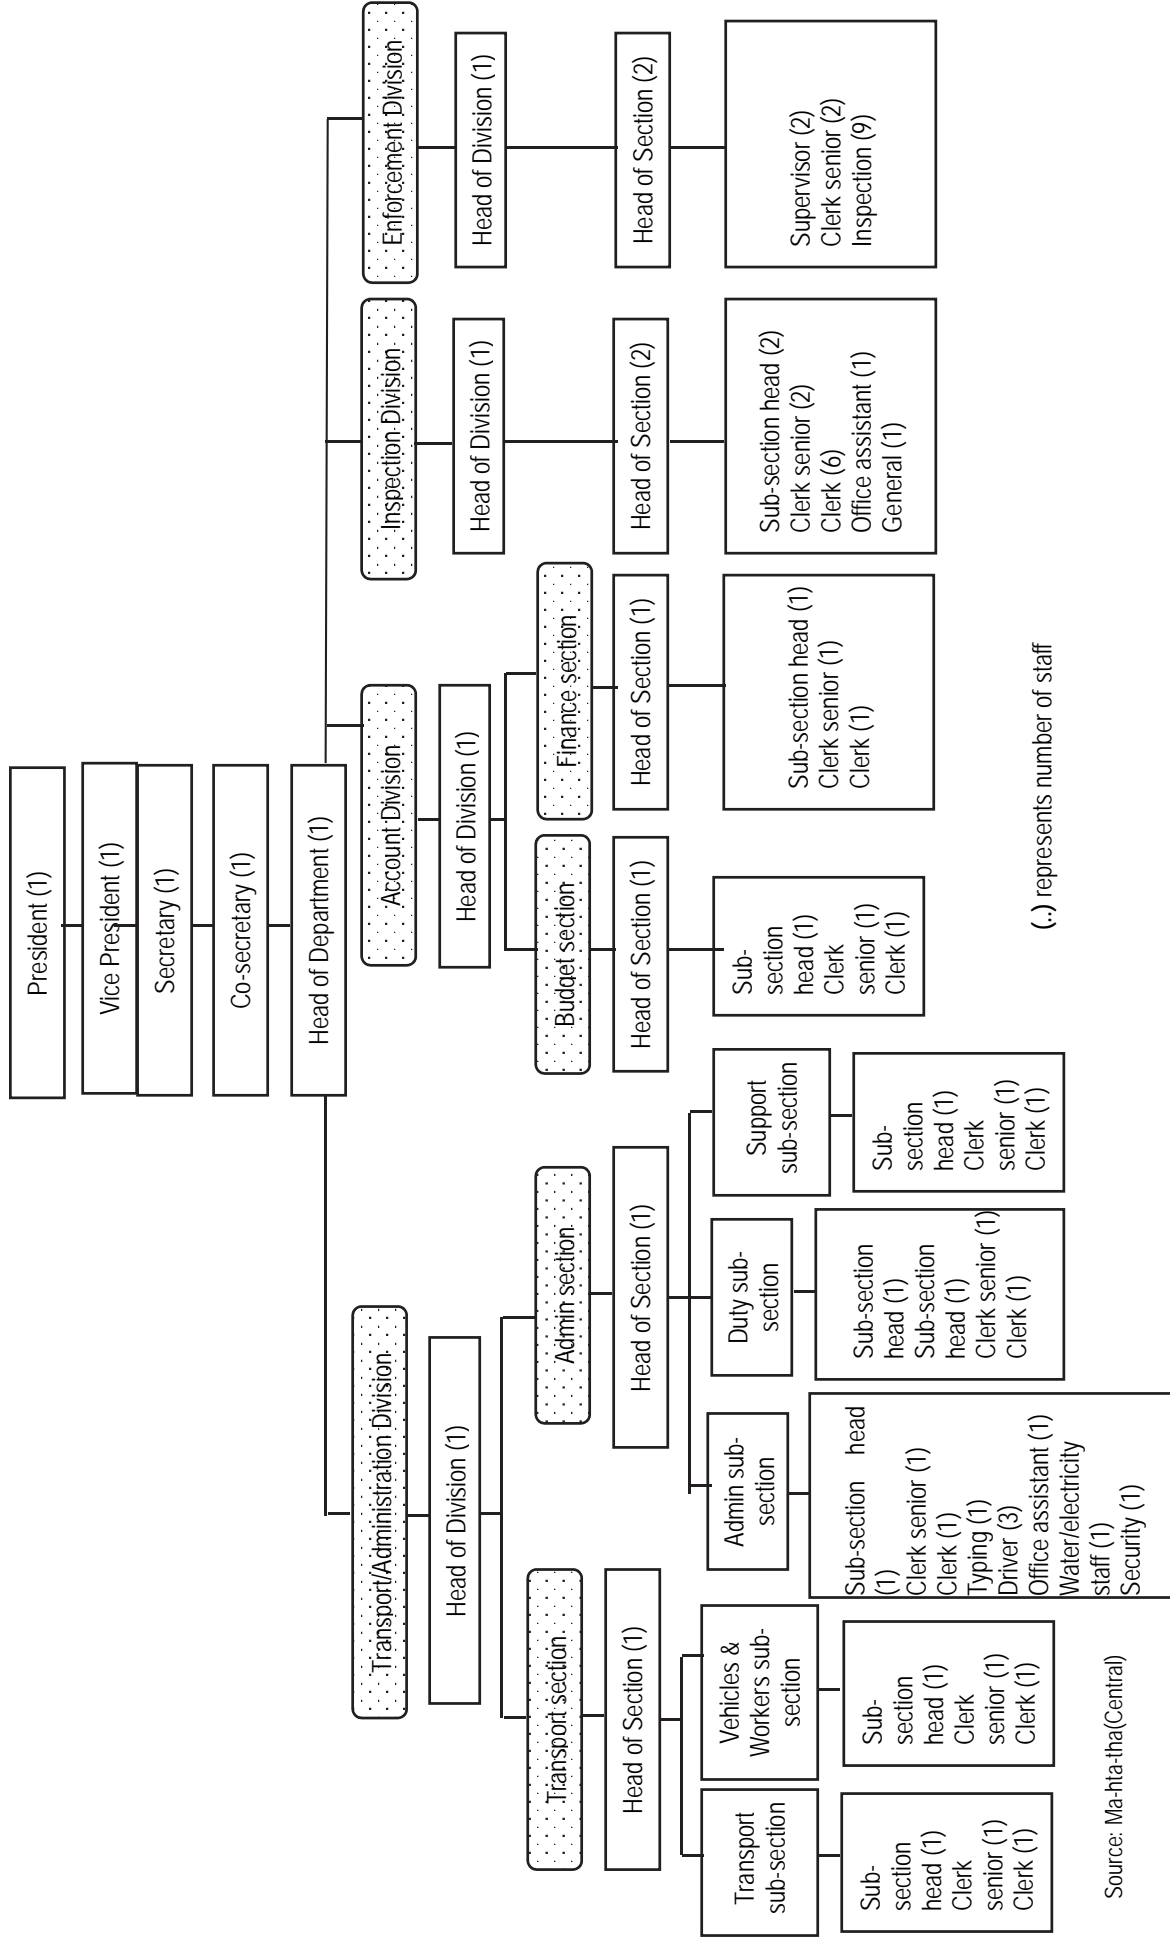 President (1)
Vice President (1)
Secretary (1)
Co-secretary (1)
Head of Department (1)
Transport/Administration Division
Head of Division (1)
Transport section
Head of Section (1)
Transport
sub-section
Sub-
section
head (1)
Clerk
senior (1)
Clerk (1)
Vehicles &
Workers sub-
section
Sub-
section
head (1)
Clerk
senior (1)
Clerk (1)
Admin section
Head of Section (1)
Admin sub-
section
Sub-section head
(1)
Clerk senior (1)
Clerk (1)
Typing (1)
Driver (3)
Office assistant (1)
Water/electricity
staff (1)
Security (1)
Duty sub-
section
Sub-section
head (1)
Sub-section
head (1)
Clerk senior (1)
Clerk (1)
Support
sub-section
Sub-
section
head (1)
Clerk
senior (1)
Clerk (1)
Account Division
Head of Division (1)
Budget section
Head of Section (1)
Sub-
section
head (1)
Clerk
senior (1)
Clerk (1)
Finance section
Head of Section (1)
Sub-section head (1)
Clerk senior (1)
Clerk (1)
Inspection Division
Head of Division (1)
Head of Section (2)
Sub-section head (2)
Clerk senior (2)
Clerk (6)
Office assistant (1)
General (1)
Enforcement Division
Head of Division (1)
Head of Section (2)
Supervisor (2)
Clerk senior (2)
Inspection (9)
(..) represents number of staff
Source: Ma-hta-tha(Central)